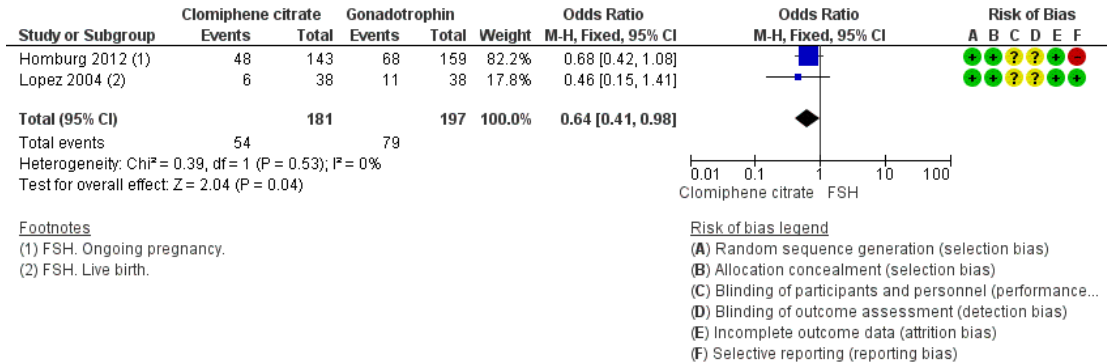 Clomiphene citrate Gonadotrophin Odds Ratio Odds Ratio Risk of Bias
Study or Subgroup Events Total Events Total Weight M-H, Fixed, 95% CI M-H, Fixed, 95% CI A B C D E F
Homburg 2012 (1) 48 143 68 159 82.2% 0.68 [0.42, 1.08] + + ? ? + −
Lopez 2004 (2) 6 38 11 38 17.8% 0.46 [0.15, 1.41] + + ? ? + +
Total (95% CI) 181 197 100.0% 0.64 [0.41, 0.98]
Total events 54 79
Heterogeneity: Chi² = 0.39, df = 1 (P = 0.53); I² = 0%
Test for overall effect: Z = 2.04 (P = 0.04)
0.01 0.1 1 10 100
Clomiphene citrate FSH
Footnotes
(1) FSH. Ongoing pregnancy.
(2) FSH. Live birth.
Risk of bias legend
(A) Random sequence generation (selection bias)
(B) Allocation concealment (selection bias)
(C) Blinding of participants and personnel (performance...
(D) Blinding of outcome assessment (detection bias)
(E) Incomplete outcome data (attrition bias)
(F) Selective reporting (reporting bias)